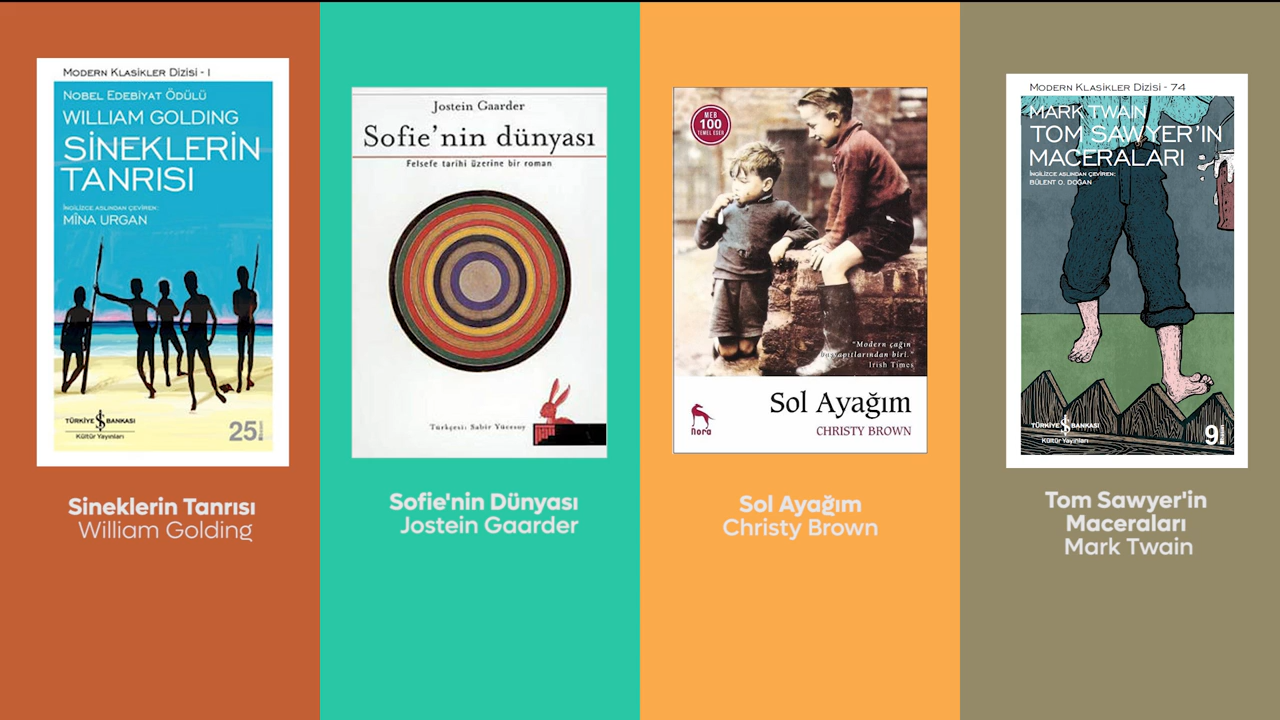 MODERN KLASİKLER DİZİSİ - 1
NOBEL EDEBİYAT ÖDÜLÜ
WILLIAM GOLDING
SİNEKLERİN
TANRISI
İNGİLİZCE ASLINDAN ÇEVİREN:
MİNA URGAN
TÜRKİYE İŞ BANKASI
Kültür Yayınları
25
Sineklerin Tanrısı
William Golding
Jostein Gaarder
Sofie'nin dünyası
Felsefe tarihi üzerine bir roman
Türkçesi: Sabir Yücesoy
Sofie'nin Dünyası
Jostein Gaarder
MEB
100
TEMEL ESER
"Modern çağın
başyapıtlarından biri."
Irish Times
Sol Ayağım
CHRISTY BROWN
nora
Sol Ayağım
Christy Brown
MODERN KLASİKLER DİZİSİ - 74
MARK TWAIN
TOM SAWYER'IN
MACERALARI
İNGİLİZCE ASLINDAN ÇEVİREN:
BÜLENT O. DOĞAN
TÜRKİYE İŞ BANKASI
Kültür Yayınları
9
Tom Sawyer'in
Maceraları
Mark Twain